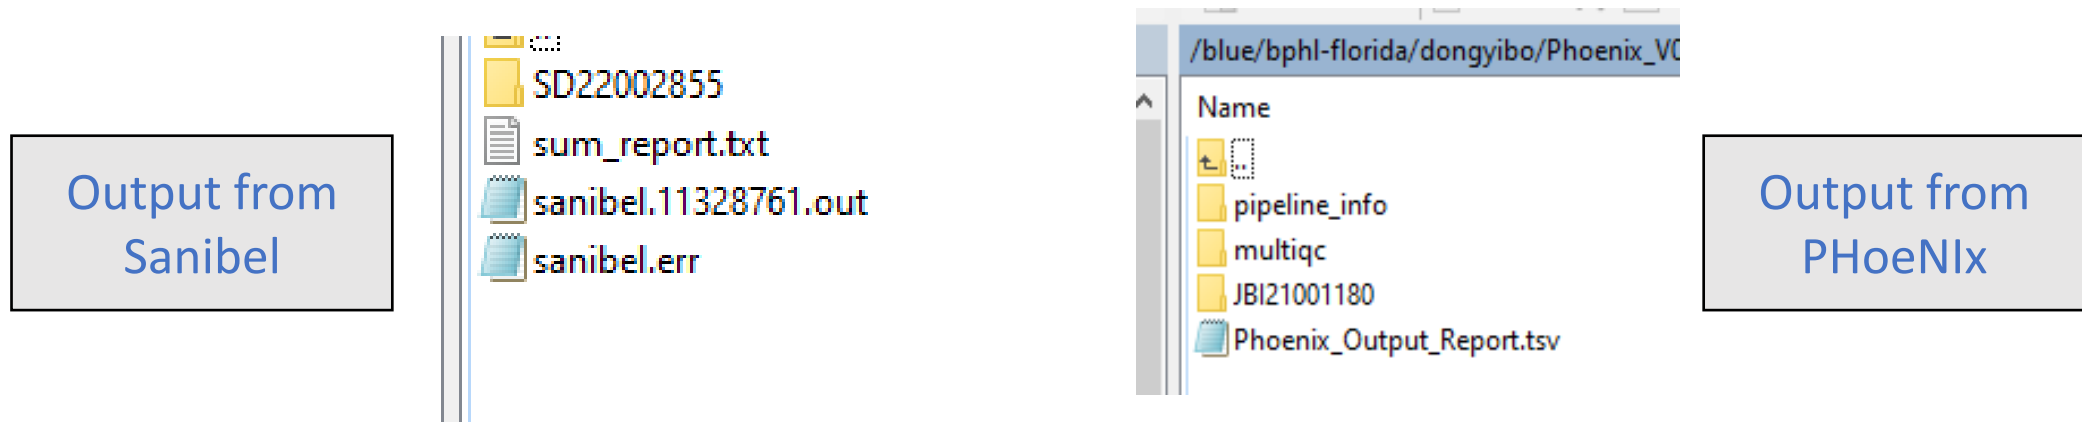 Output from
Sanibel
..
SD22002855
sum_report.txt
sanibel.11328761.out
sanibel.err
/blue/bphl-florida/dongyibo/Phoenix_V0
Name
..
pipeline_info
multiqc
JBI21001180
Phoenix_Output_Report.tsv
Output from
PHoeNIx